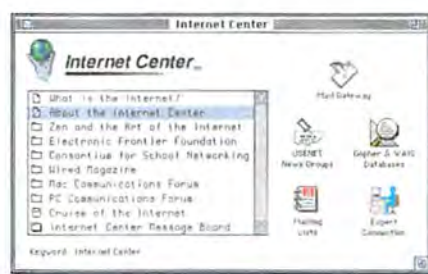 Internet Center
Internet Center
What is the Internet?
About the Internet Center
Zen and the Art of the Internet
Electronic Frontier Foundation
Consortium for School Networking
Wired Magazine
Mac Communications Forum
PC Communications Forum
Cruise of the Internet
Internet Center Message Board
Keyword: Internet Center
Mail Gateway
USENET
News Groups
Gopher & WAIS
Databases
Mailing
Lists
Expert
Connection